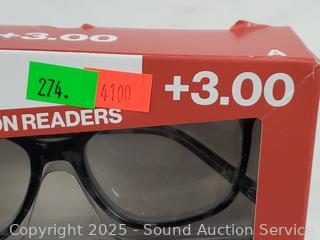 +3.00
A
274.
4100
+3.00
ON READERS
Copyright 2025 - Sound Auction Service